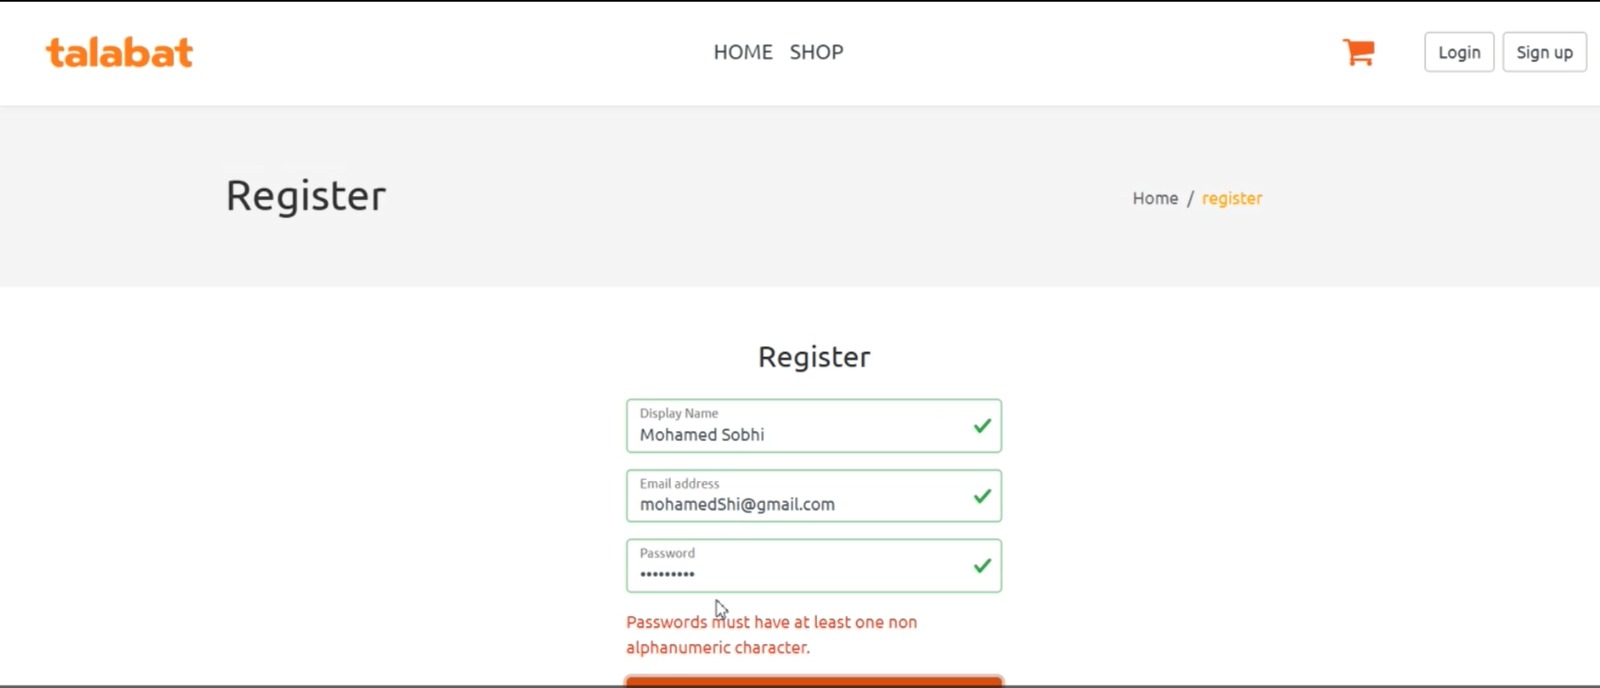 talabat
HOME SHOP
Login
Sign up
Register
Home / register
Register
Display Name
Mohamed Sobhi
Email address
mohamedShi@gmail.com
Password
•••••••••
Passwords must have at least one non
alphanumeric character.